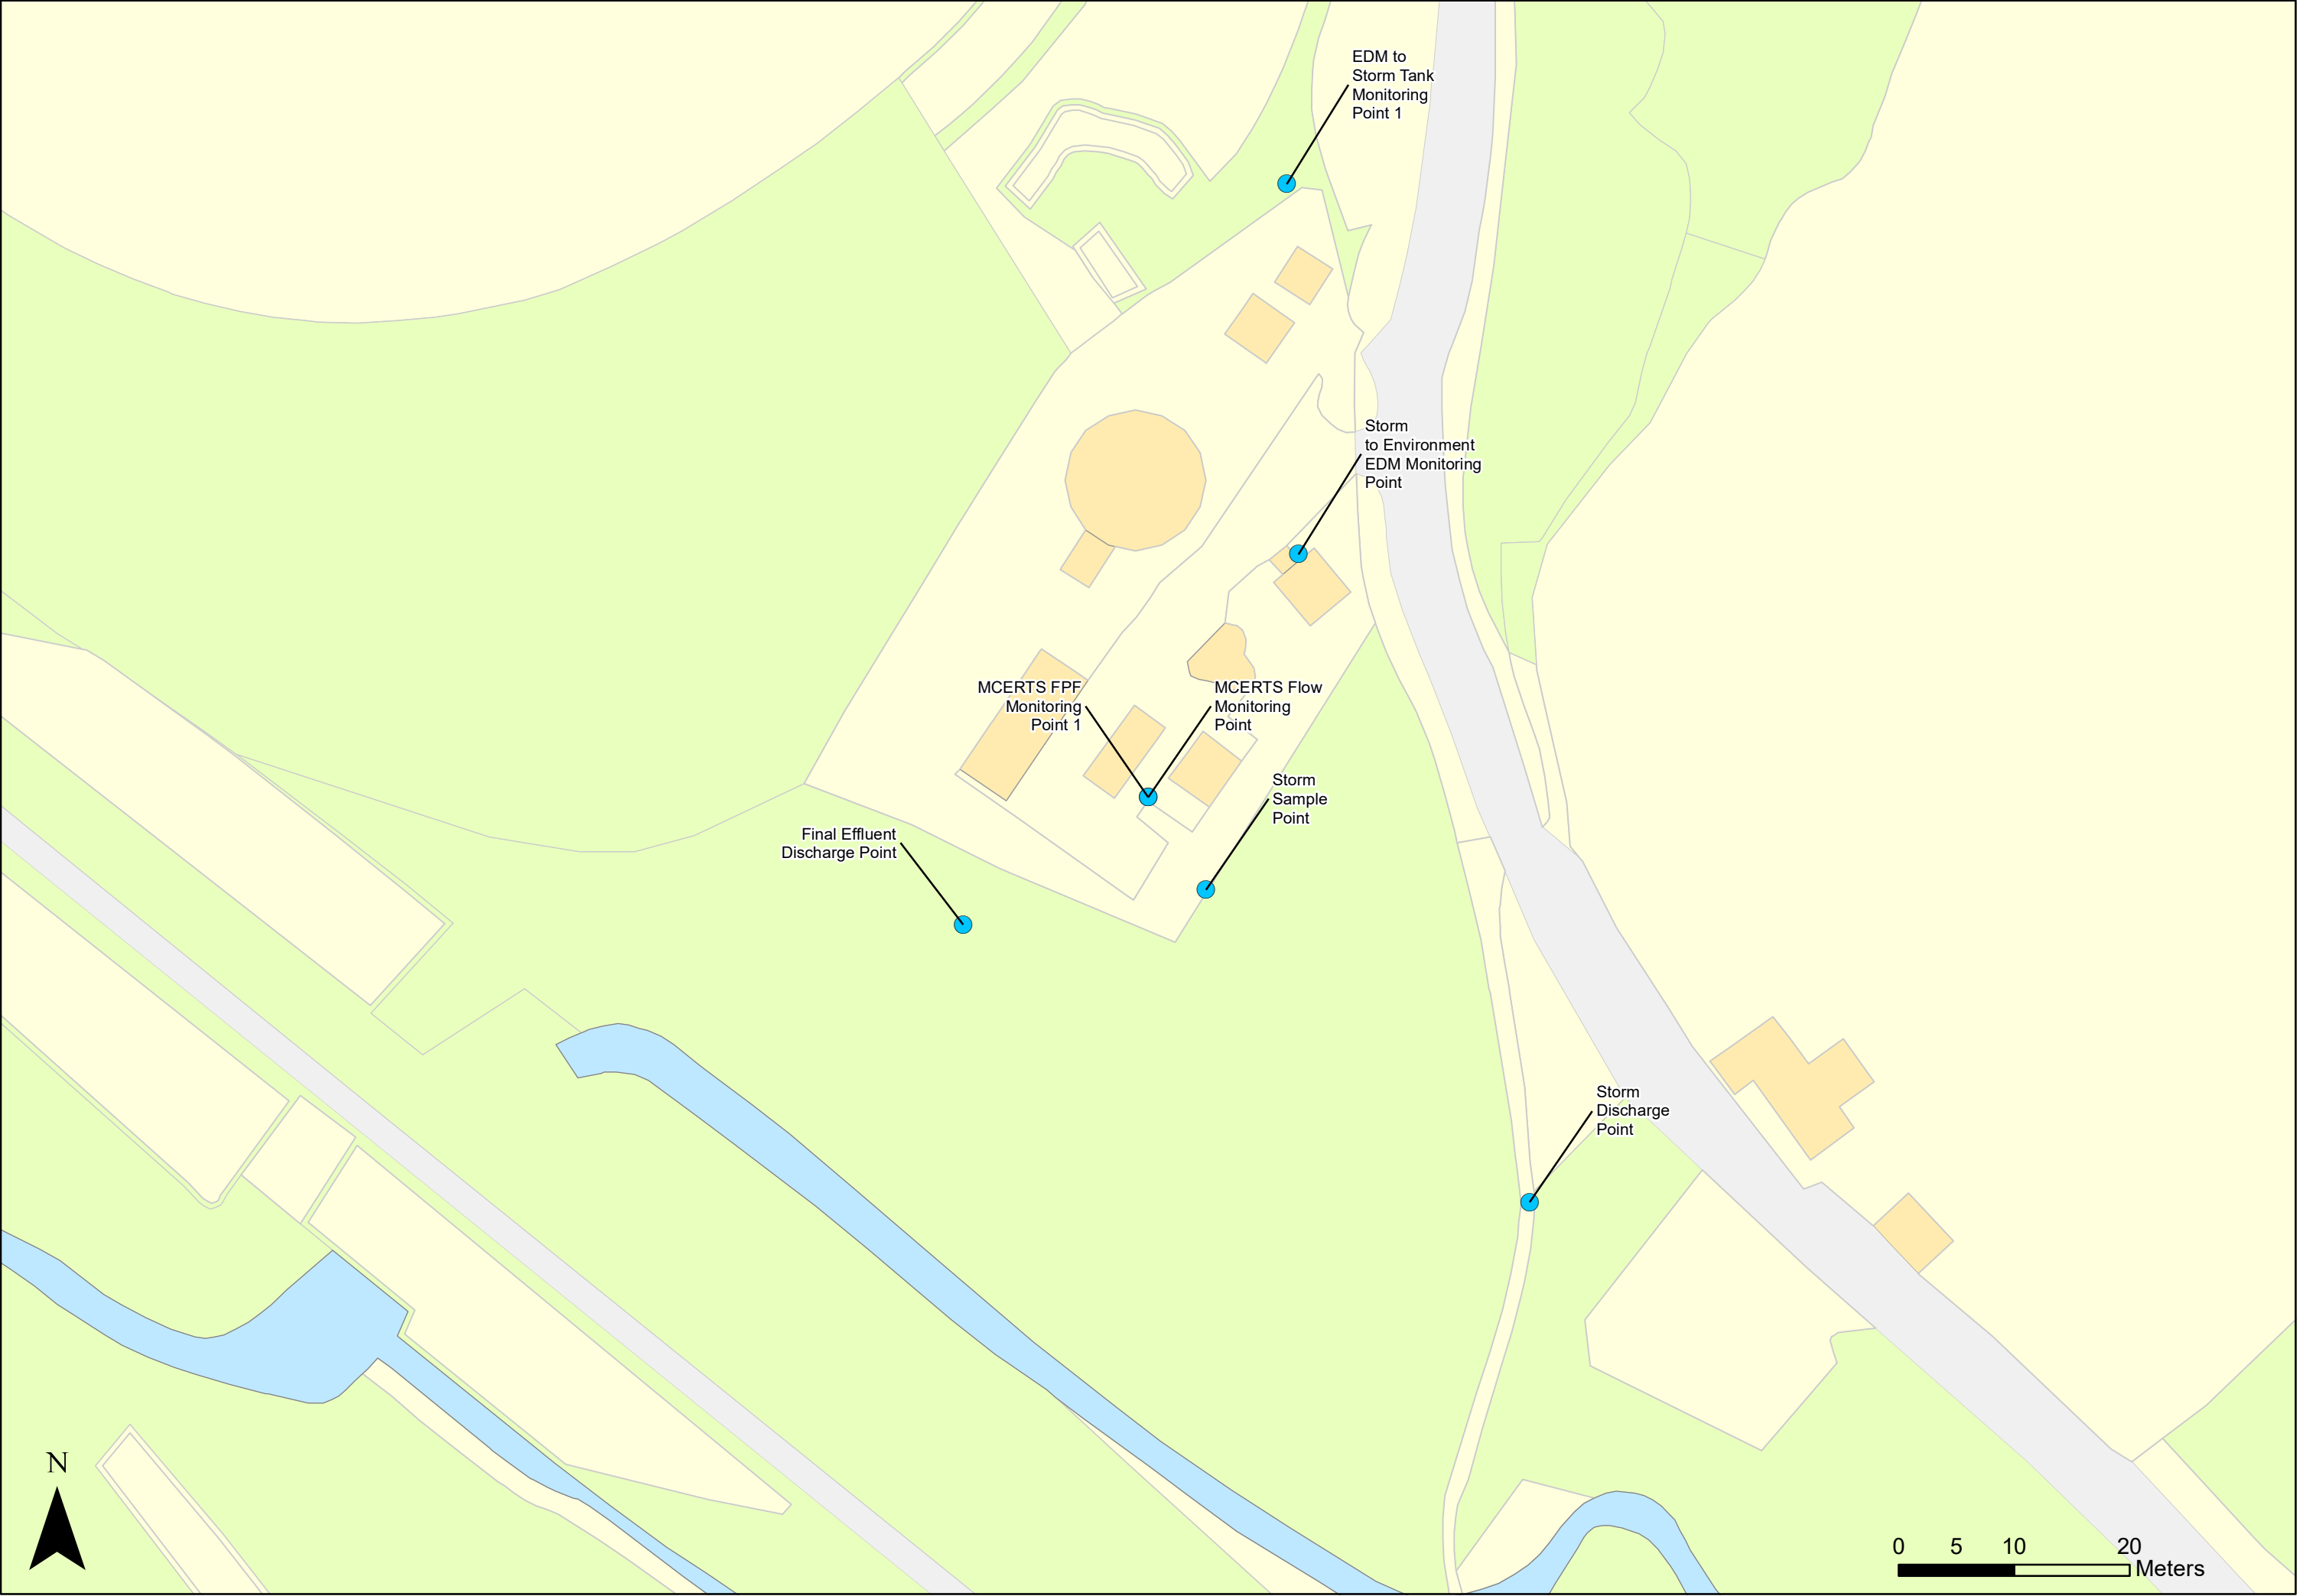 EDM to
Storm Tank
Monitoring
Point 1
Storm
to Environment
EDM Monitoring
Point
MCERTS FPF
Monitoring
Point 1
MCERTS Flow
Monitoring
Point
Storm
Sample
Point
Final Effluent
Discharge Point
Storm
Discharge
Point
N
0 5 10 20
Meters